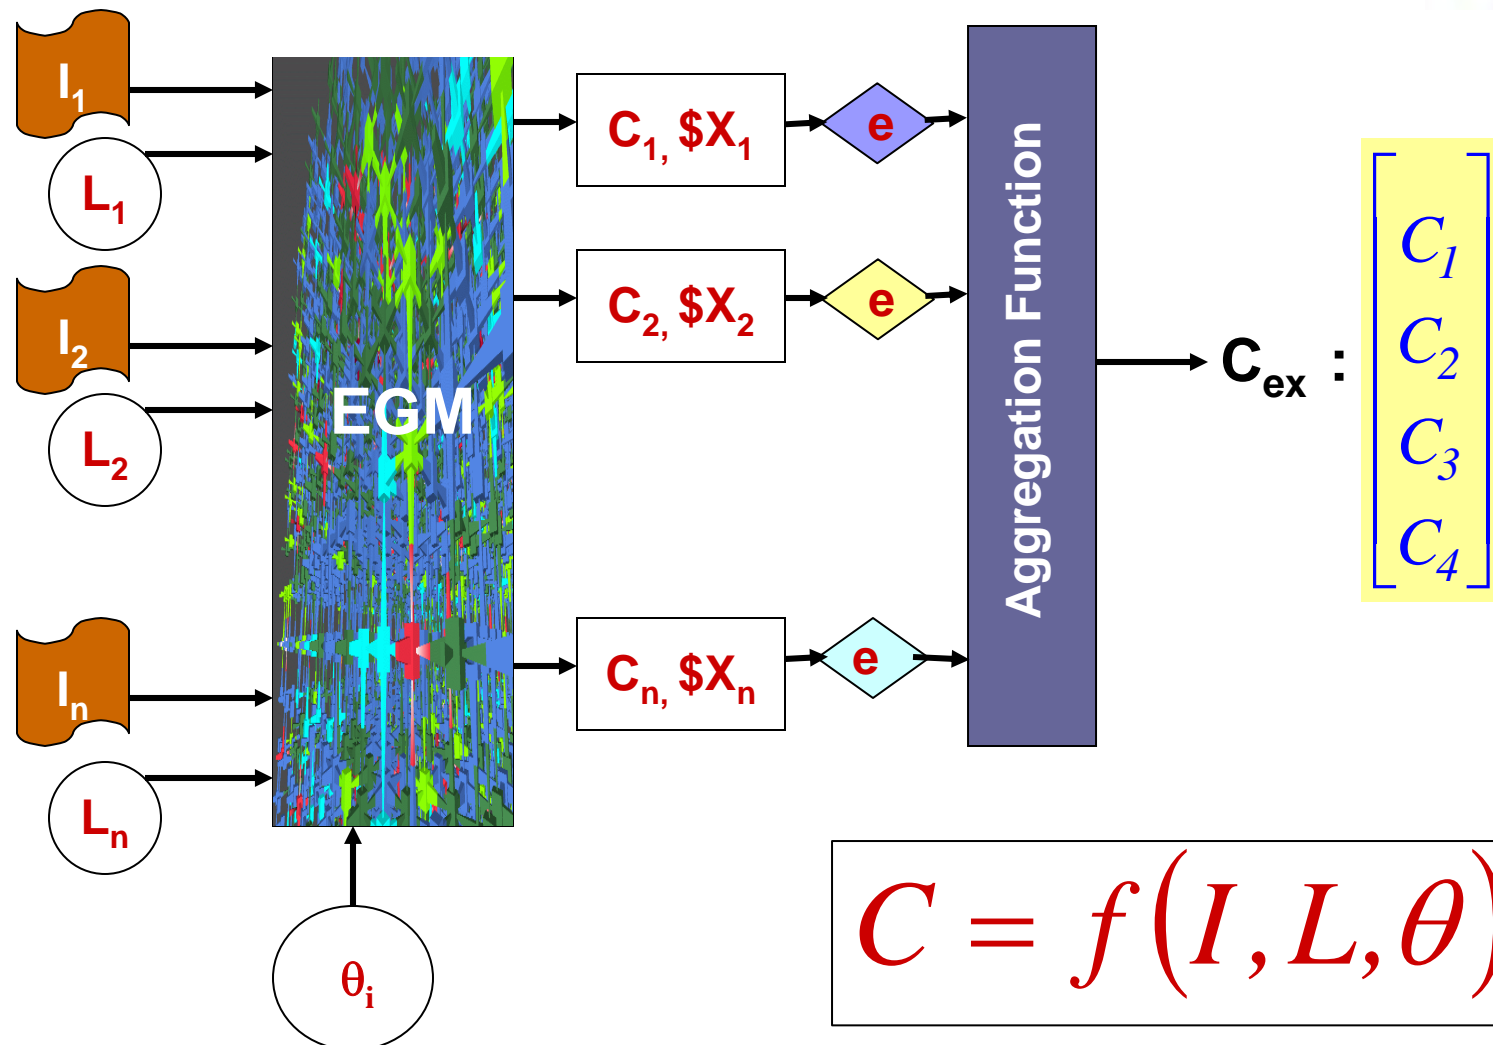 I1
L1
I2
L2
In
Ln
EGM
θi
C1, $X1
e
C2, $X2
e
Cn, $Xn
e
Aggregation Function
Cex :
C1
C2
C3
C4
C = f(I, L, θ)